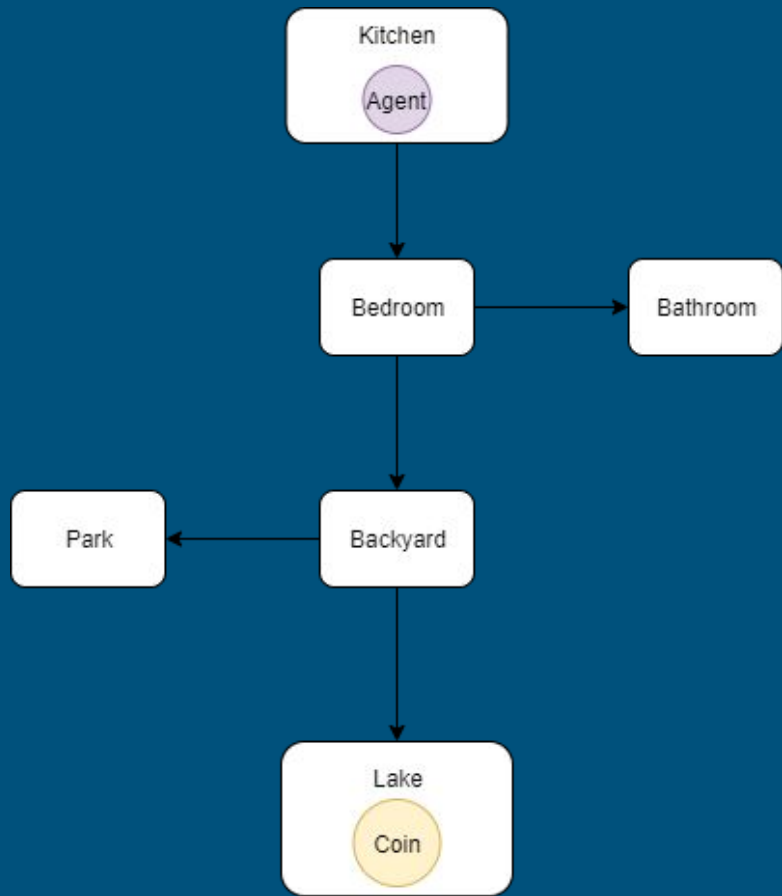 Kitchen
Agent
Bedroom
Bathroom
Park
Backyard
Lake
Coin